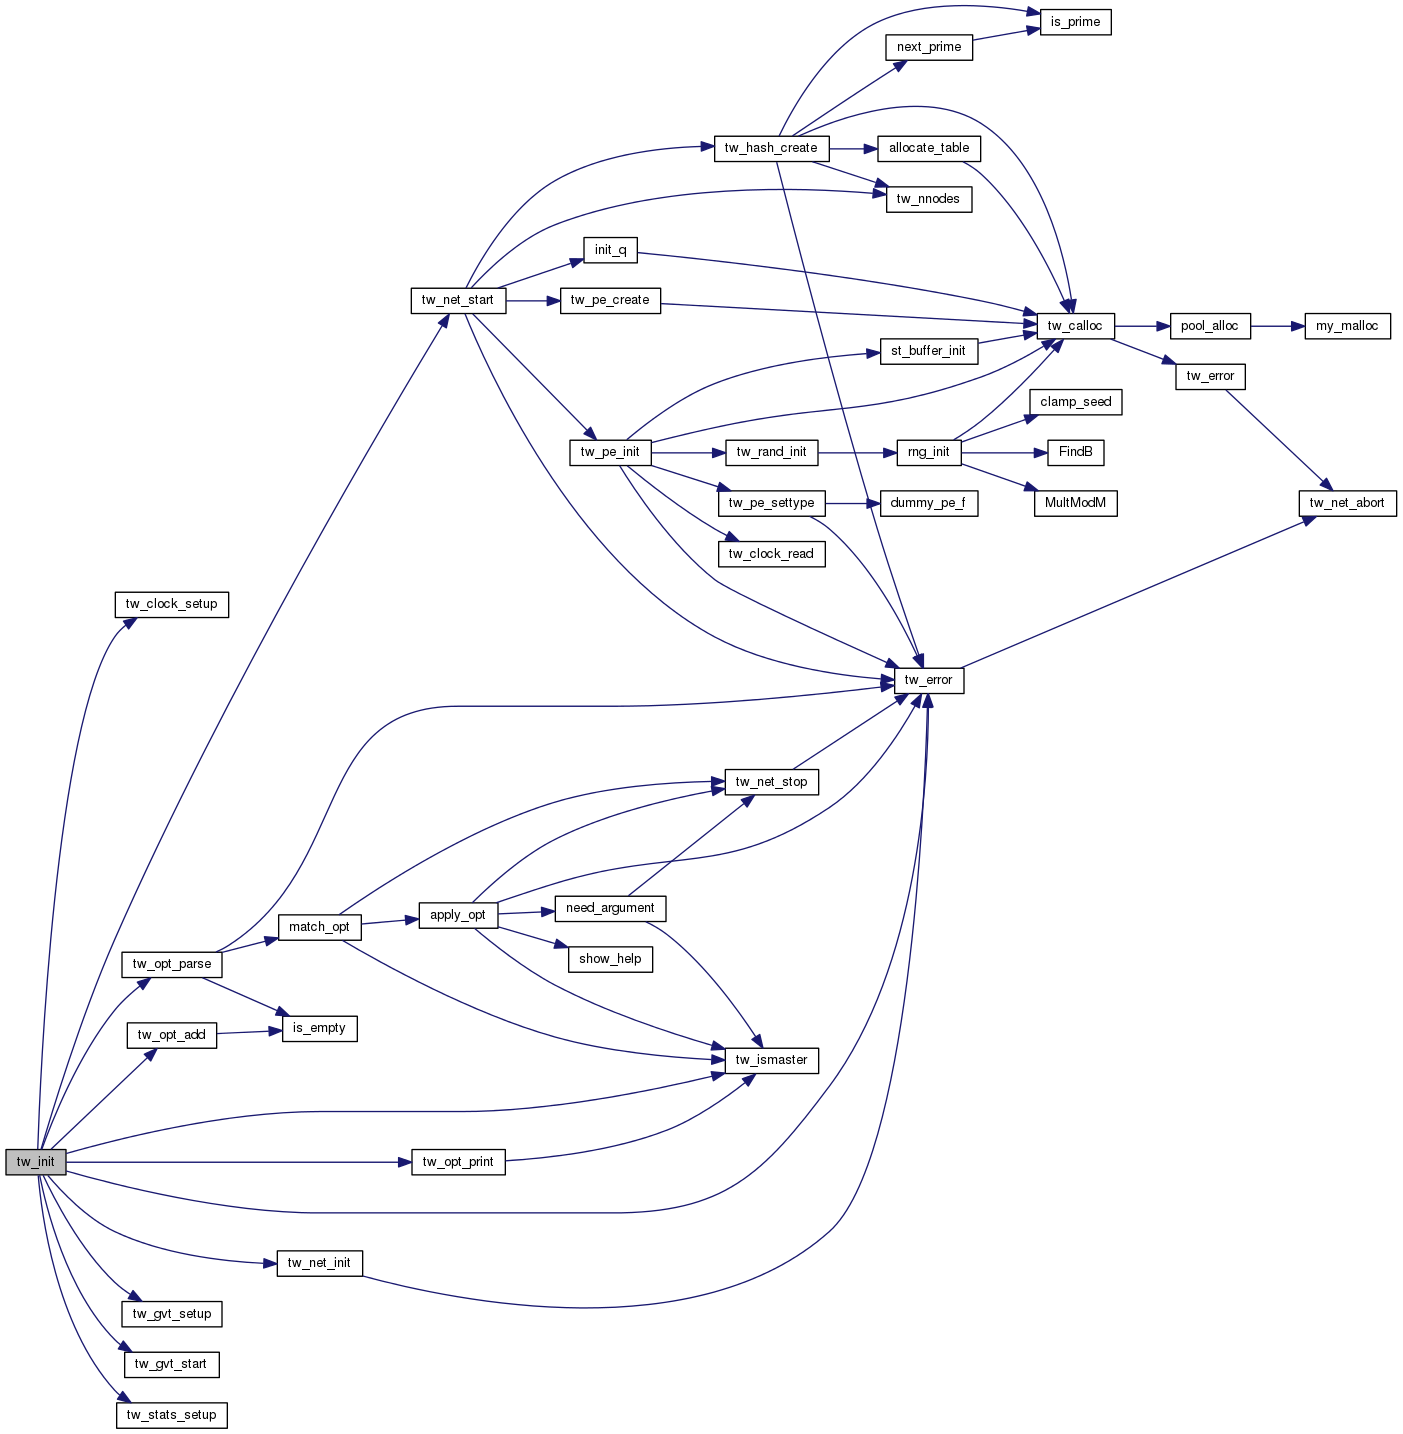 is_prime
next_prime
tw_hash_create
allocate_table
tw_nnodes
init_q
tw_net_start
tw_pe_create
tw_calloc
pool_alloc
my_malloc
st_buffer_init
tw_error
clamp_seed
tw_pe_init
tw_rand_init
rng_init
FindB
tw_pe_settype
dummy_pe_f
MultModM
tw_net_abort
tw_clock_read
tw_clock_setup
tw_error
tw_net_stop
need_argument
apply_opt
match_opt
show_help
tw_opt_parse
is_empty
tw_opt_add
tw_ismaster
tw_init
tw_opt_print
tw_net_init
tw_gvt_setup
tw_gvt_start
tw_stats_setup